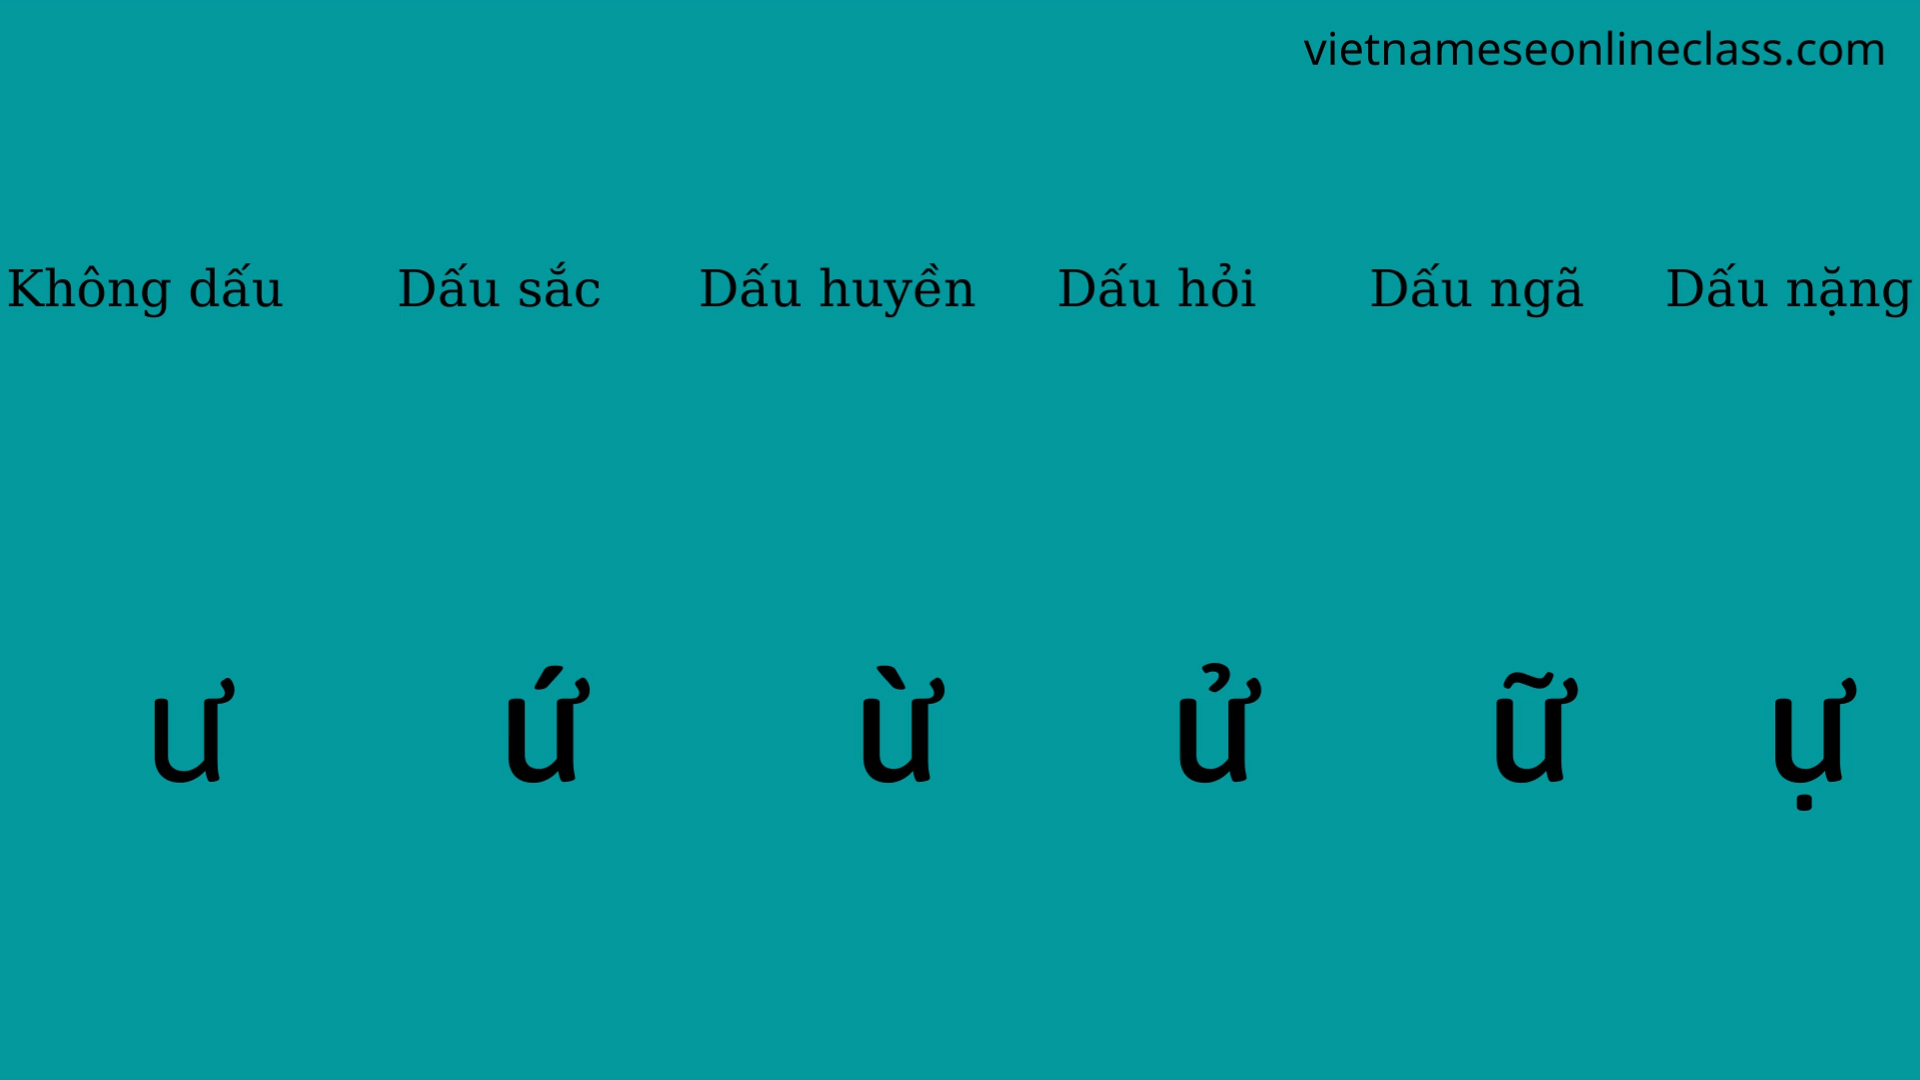 vietnameseonlineclass.com
Không dấu Dấu sắc Dấu huyền Dấu hỏi Dấu ngã Dấu nặng
ư ứ ừ ử ữ ự